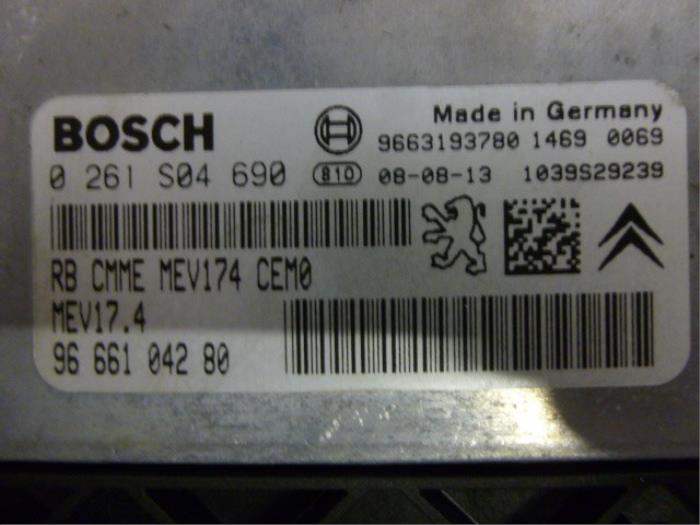 BOSCH
Made in Germany
9663193780 1469 0069
0 261 S04 690 810 08-08-13 1039S29239
RB CMME MEV174 CEM0
MEV17.4
96 661 042 80